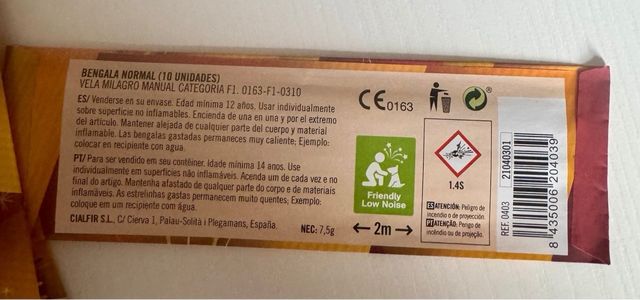 BENGALA NORMAL (10 UNIDADES)
VELA MILAGRO MANUAL CATEGORIA F1. 0163-F1-0310
ES/ Venderse en su envase. Edad mínima 12 años. Usar individualmente
sobre superficie no inflamables. Encienda de una en una y por el extremo
del artículo. Mantener alejada de cualquier parte del cuerpo y material
inflamable. Las bengalas gastadas permanecen muy caliente; Ejemplo:
colocar en recipiente con agua.
PT/ Para ser vendido em seu contêiner. Idade mínima 14 anos. Use
individualmente em superfícies não inflamáveis. Acenda um de cada vez e no
final do artigo. Mantenha afastado de qualquer parte do corpo e de materiais
inflamáveis. As estrelinhas gastas permanecem muito quentes; Exemplo:
coloque em um recipiente com água.
CIALFIR S.L. C/ Cierva 1, Palau-Solità i Plegamans, España.
NEC: 7,5g
CE 0163
Friendly
Low Noise
2m
1.4S
ES ATENCIÓN: Peligro de
incendio o de proyección.
PT ATENÇÃO: Perigo de
incêndio ou de projeção.
REF 0403
21040301
8 435006 204039